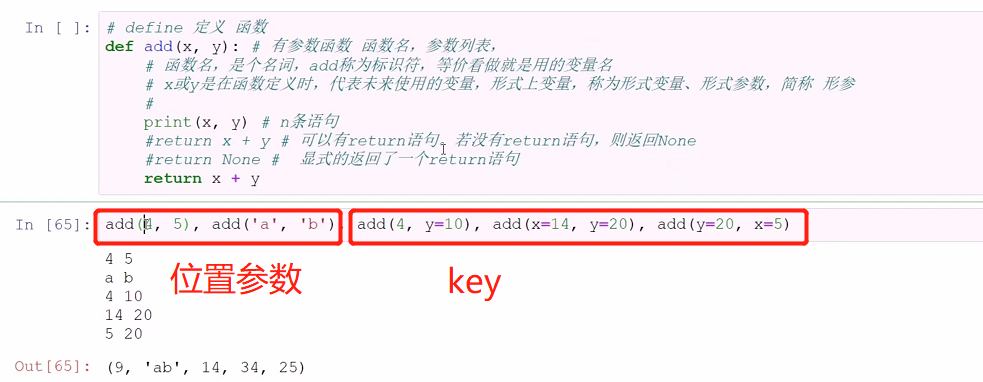 In [ ]: # define 定义 函数
def add(x, y): # 有参数函数 函数名，参数列表，
# 函数名，是个名词，add称为标识符，等价看做就是用的变量名
# x或y是在函数定义时，代表未来使用的变量，形式上变量，称为形式变量、形式参数，简称 形参
#
print(x, y) # n条语句
#return x + y # 可以有return语句。若没有return语句，则返回None
#return None # 显式的返回了一个return语句
return x + y
In [65]: add(4, 5), add('a', 'b'), add(4, y=10), add(x=14, y=20), add(y=20, x=5)
4 5
a b
4 10
14 20
5 20
位置参数
key
Out[65]: (9, 'ab', 14, 34, 25)